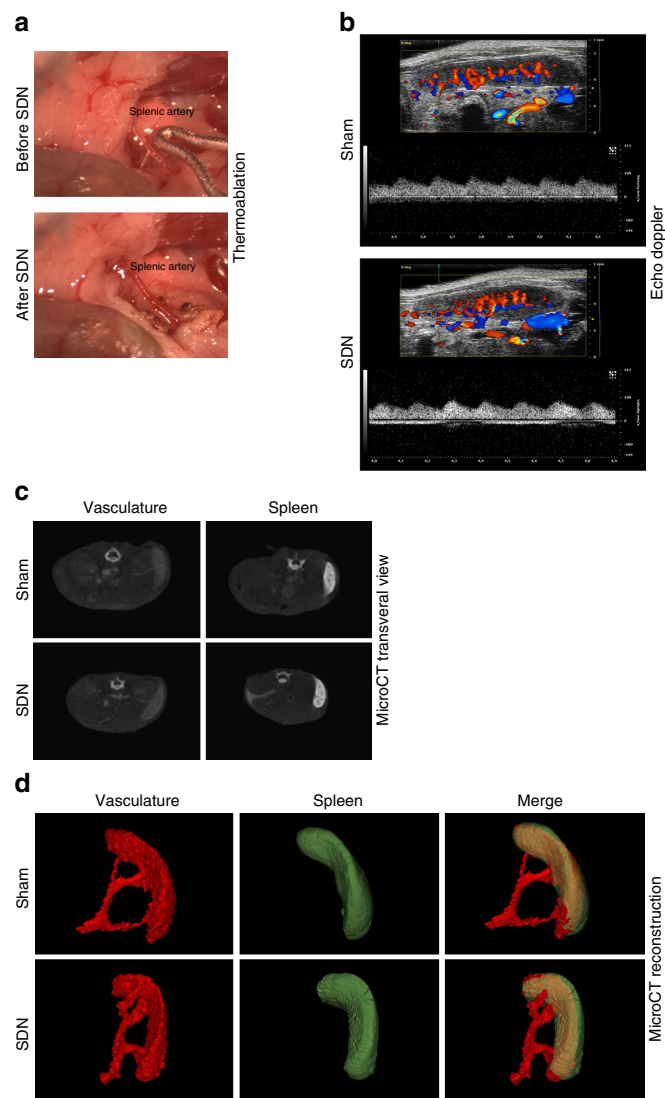 a
Before SDN
Splenic artery
After SDN
Splenic artery
Thermoablation
b
Sham
SDN
Echo doppler
c
Vasculature
Spleen
Sham
SDN
MicroCT transveral view
d
Vasculature
Spleen
Merge
Sham
SDN
MicroCT reconstruction